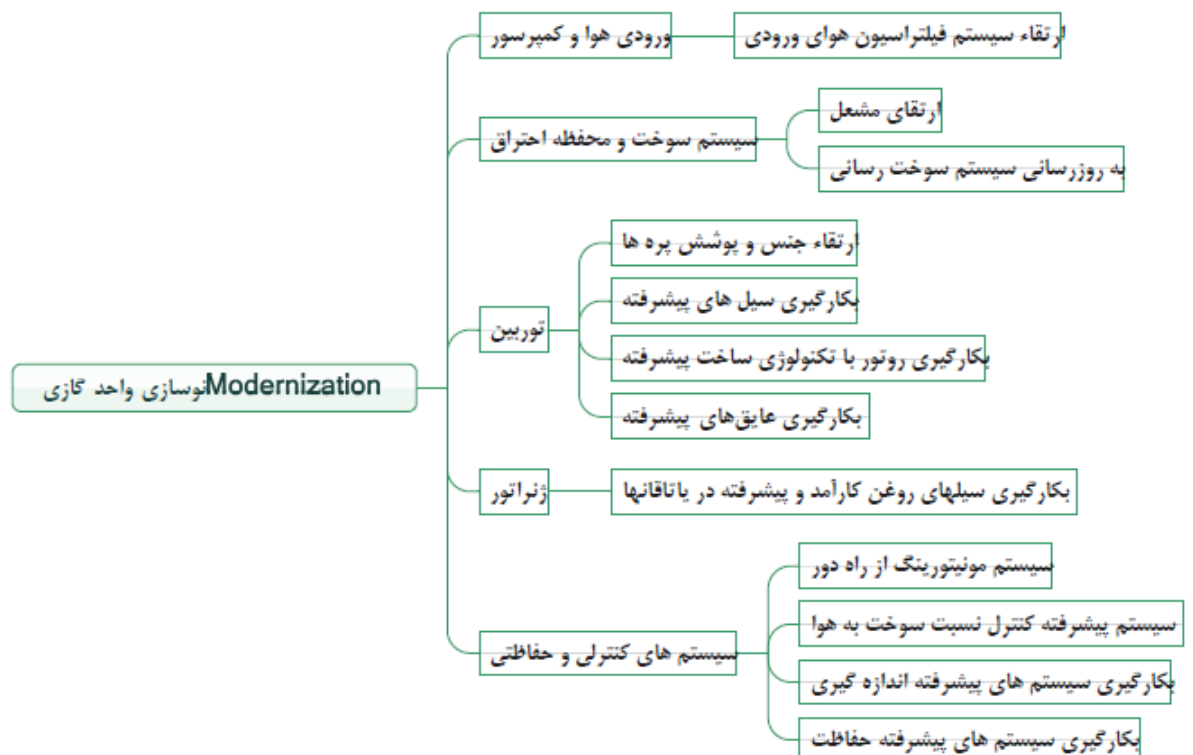 نوسازی واحد گازی Modernization
ورودی هوا و کمپرسور
ارتقاء سیستم فیلتراسیون هوای ورودی
سیستم سوخت و محفظه احتراق
ارتقای مشعل
به روزرسانی سیستم سوخت رسانی
توربین
ارتقاء جنس و پوشش پره ها
بکارگیری سیل های پیشرفته
بکارگیری روتور با تکنولوژی ساخت پیشرفته
بکارگیری عایق‌های پیشرفته
ژنراتور
بکارگیری سیلهای روغن کارآمد و پیشرفته در یاتاقانها
سیستم های کنترلی و حفاظتی
سیستم مونیتورینگ از راه دور
سیستم پیشرفته کنترل نسبت سوخت به هوا
بکارگیری سیستم های پیشرفته اندازه گیری
بکارگیری سیستم های پیشرفته حفاظت